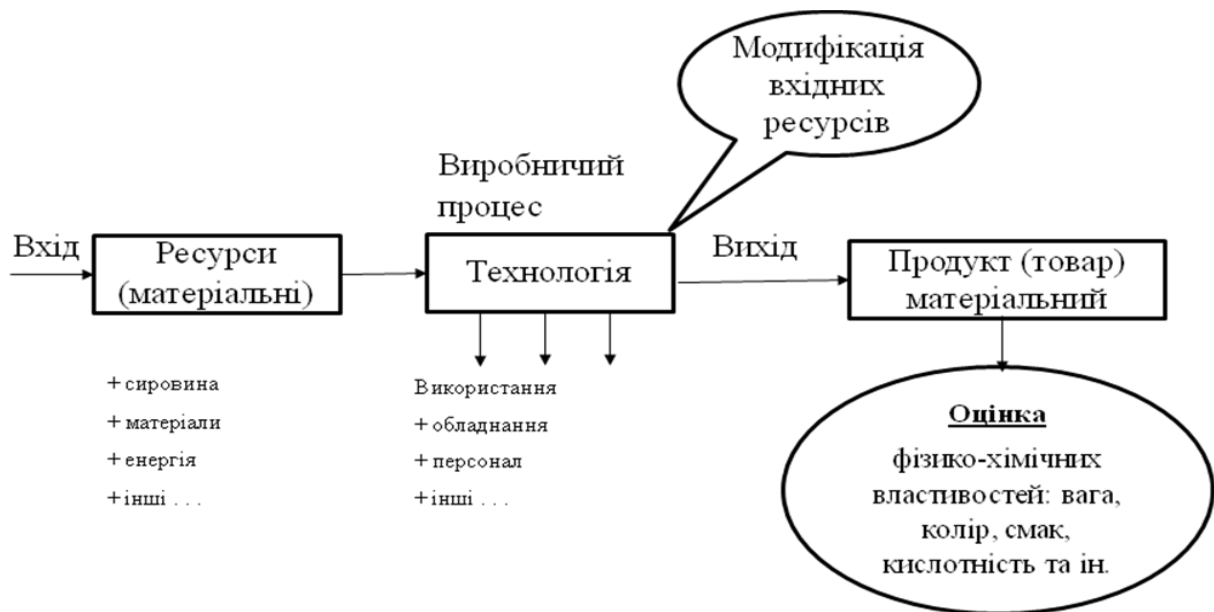 Модифікація
вхідних
ресурсів
Виробничий
процес
Вхід
Ресурси
(матеріальні)
Технологія
Вихід
Продукт (товар)
матеріальний
+сировина
+матеріали
+енергія
+інші . . .
Використання
+обладнання
+персонал
+інші . . .
Оцінка
фізико-хімічних
властивостей: вага,
колір, смак,
кислотність та ін.